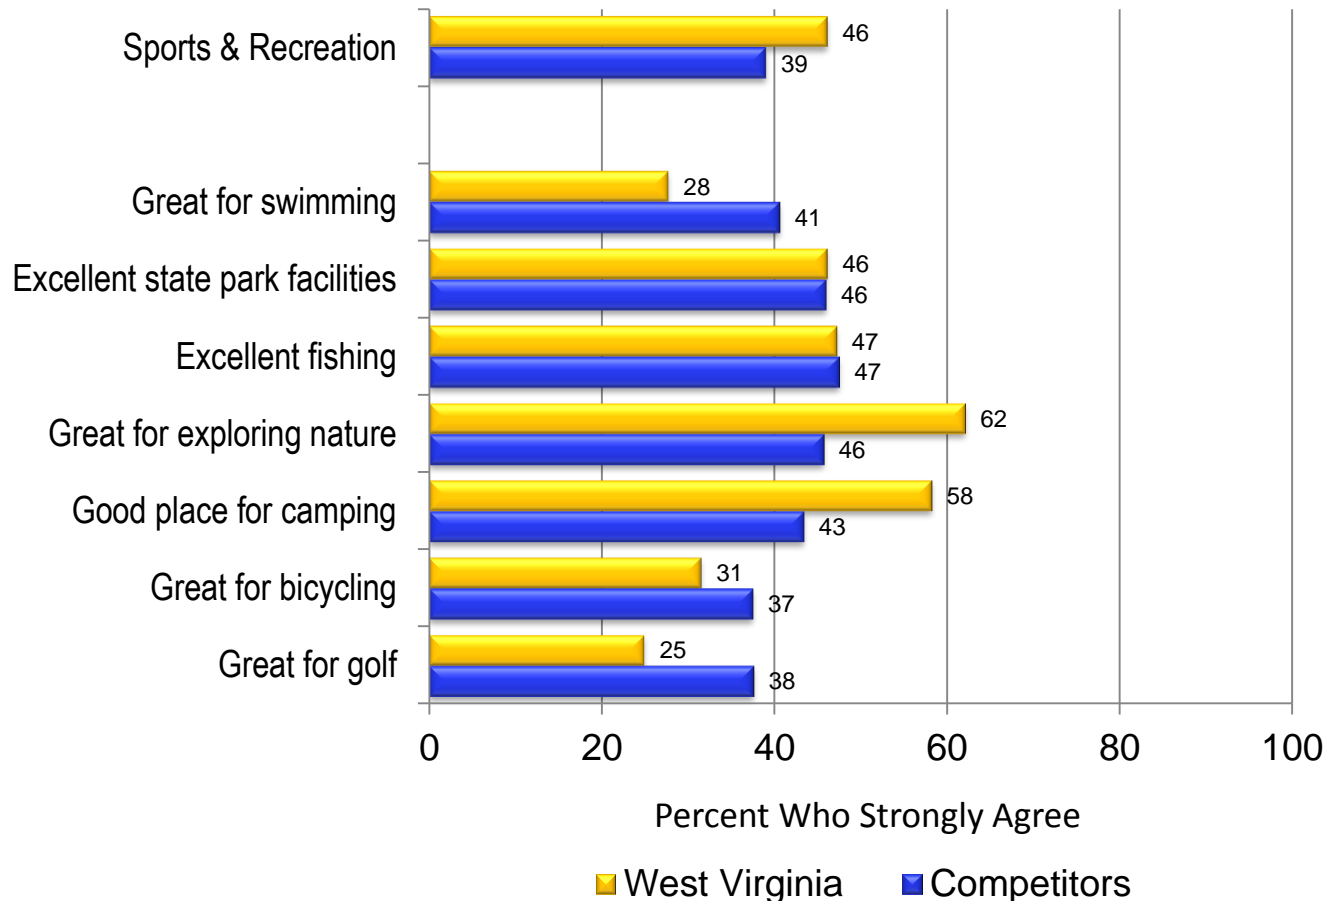 Sports & Recreation
46
39
Great for swimming
28
41
Excellent state park facilities
46
46
Excellent fishing
47
47
Great for exploring nature
62
46
Good place for camping
58
43
Great for bicycling
31
37
Great for golf
25
38
0 20 40 60 80 100
Percent Who Strongly Agree
West Virginia Competitors